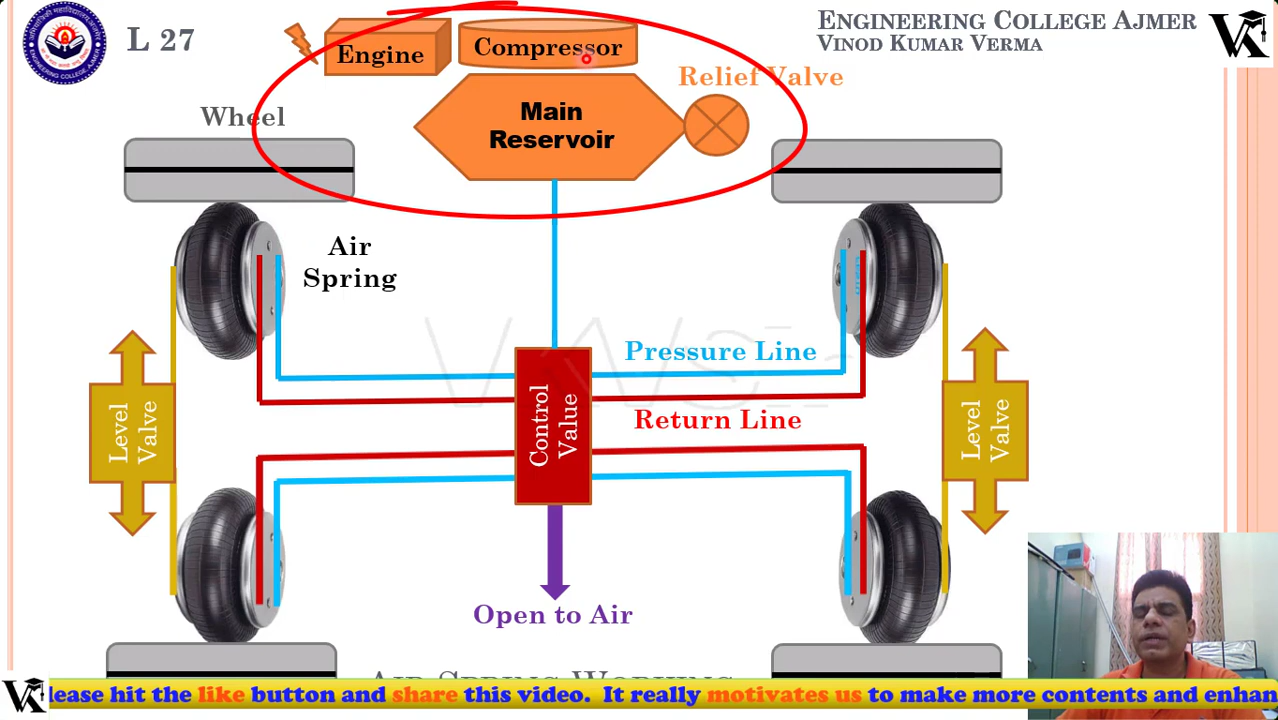 L 27
ENGINEERING COLLEGE AJMER
VINOD KUMAR VERMA
Engine
Compressor
Relief Valve
Main
Reservoir
Wheel
Air
Spring
Pressure Line
Return Line
Level
Valve
Control
Value
Level
Valve
Open to Air
AIR SPRING WORKING
lease hit the like button and share this video. It really motivates us to make more contents and enhan